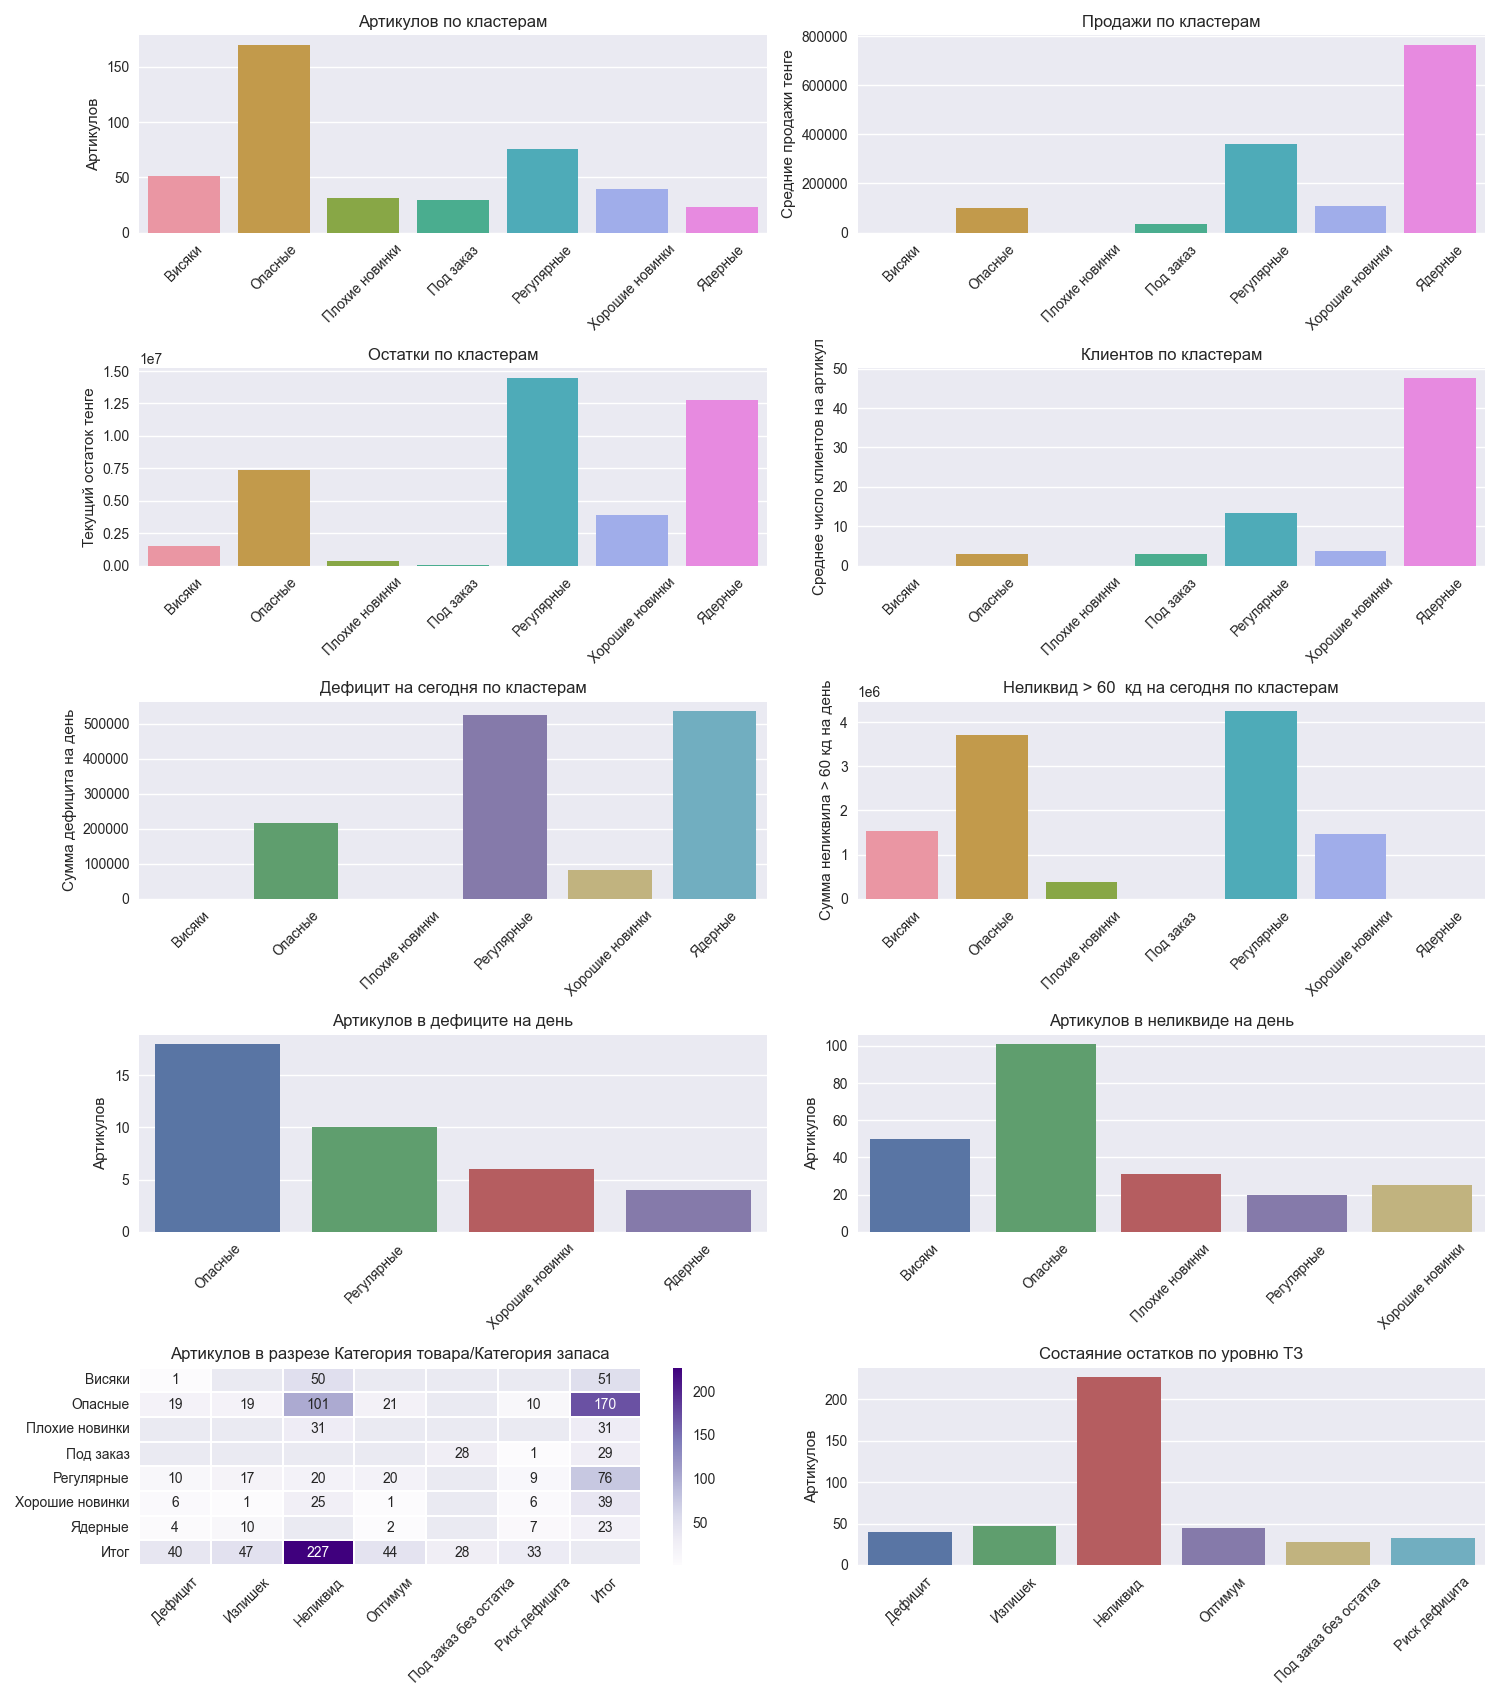 Артикулов по кластерам
Артикулов
150
100
50
0
Висяки
Опасные
Плохие новинки
Под заказ
Регулярные
Хорошие новинки
Ядерные
Продажи по кластерам
Средние продажи тенге
800000
600000
400000
200000
0
Висяки
Опасные
Плохие новинки
Под заказ
Регулярные
Хорошие новинки
Ядерные
Остатки по кластерам
1e7
Текущий остаток тенге
1.50
1.25
1.00
0.75
0.50
0.25
0.00
Висяки
Опасные
Плохие новинки
Под заказ
Регулярные
Хорошие новинки
Ядерные
Клиентов по кластерам
Среднее число клиентов на артикул
50
40
30
20
10
0
Висяки
Опасные
Плохие новинки
Под заказ
Регулярные
Хорошие новинки
Ядерные
Дефицит на сегодня по кластерам
Сумма дефицита на день
500000
400000
300000
200000
100000
0
Висяки
Опасные
Плохие новинки
Регулярные
Хорошие новинки
Ядерные
Неликвид > 60  кд на сегодня по кластерам
1e6
Сумма неликвила > 60 кд на день
4
3
2
1
0
Висяки
Опасные
Плохие новинки
Под заказ
Регулярные
Хорошие новинки
Ядерные
Артикулов в дефиците на день
Артикулов
15
10
5
0
Опасные
Регулярные
Хорошие новинки
Ядерные
Артикулов в неликвиде на день
Артикулов
100
80
60
40
20
0
Висяки
Опасные
Плохие новинки
Регулярные
Хорошие новинки
Артикулов в разрезе Категория товара/Категория запаса
Висяки 1 50 51
Опасные 19 19 101 21 10 170
Плохие новинки 31 31
Под заказ 28 1 29
Регулярные 10 17 20 20 9 76
Хорошие новинки 6 1 25 1 6 39
Ядерные 4 10 2 7 23
Итог 40 47 227 44 28 33
Дефицит
Излишек
Неликвид
Оптимум
Под заказ без остатка
Риск дефицита
Итог
200
150
100
50
Состаяние остатков по уровню ТЗ
Артикулов
200
150
100
50
0
Дефицит
Излишек
Неликвид
Оптимум
Под заказ без остатка
Риск дефицита